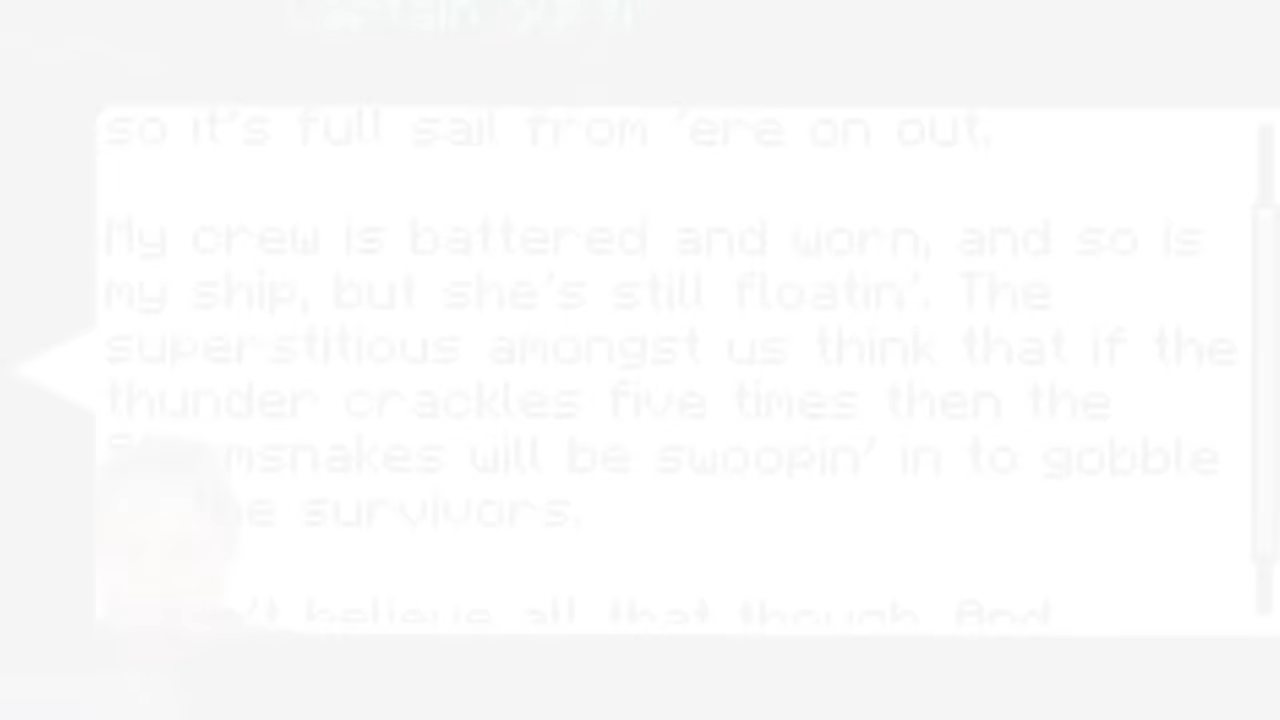 so it's full sail from 'ere on out.
My crew is battered and worn, and so is
my ship, but she's still floatin'. The
superstitious amongst us think that if the
thunder crackles five times then the
will be swoopin' in to gobble
survivors.
believe all that though. And